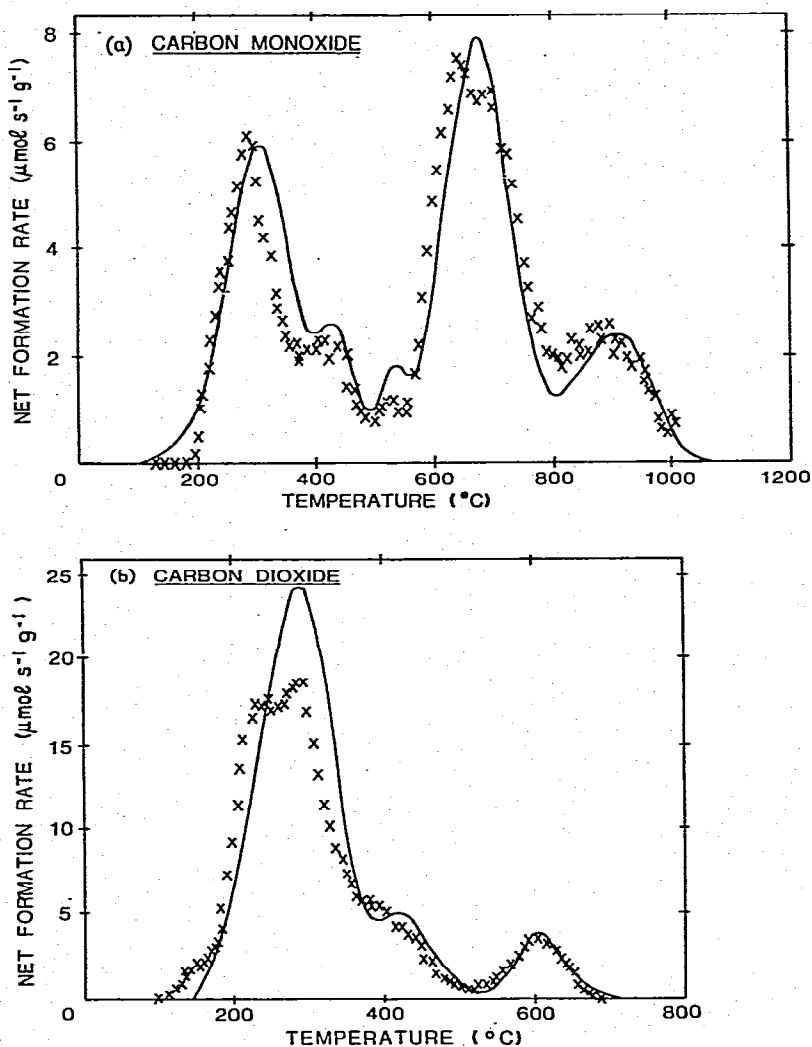 (a) CARBON MONOXIDE
NET FORMATION RATE (μmol s⁻¹ g⁻¹)
8
6
4
2
0
0 200 400 600 800 1000 1200
TEMPERATURE (°C)
(b) CARBON DIOXIDE
NET FORMATION RATE (μmol s⁻¹ g⁻¹)
25
20
15
10
5
0
0 200 400 600 800
TEMPERATURE (°C)